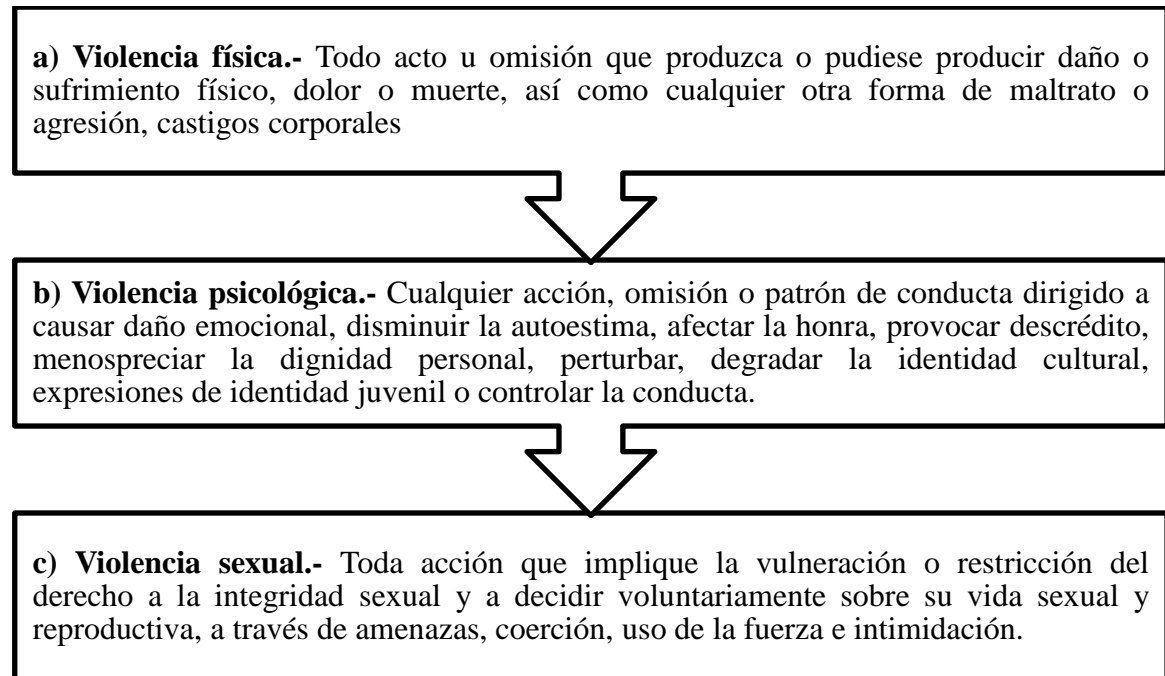 a) Violencia física.- Todo acto u omisión que produzca o pudiese producir daño o
sufrimiento físico, dolor o muerte, así como cualquier otra forma de maltrato o
agresión, castigos corporales
b) Violencia psicológica.- Cualquier acción, omisión o patrón de conducta dirigido a
causar daño emocional, disminuir la autoestima, afectar la honra, provocar descrédito,
menospreciar la dignidad personal, perturbar, degradar la identidad cultural,
expresiones de identidad juvenil o controlar la conducta.
c) Violencia sexual.- Toda acción que implique la vulneración o restricción del
derecho a la integridad sexual y a decidir voluntariamente sobre su vida sexual y
reproductiva, a través de amenazas, coerción, uso de la fuerza e intimidación.